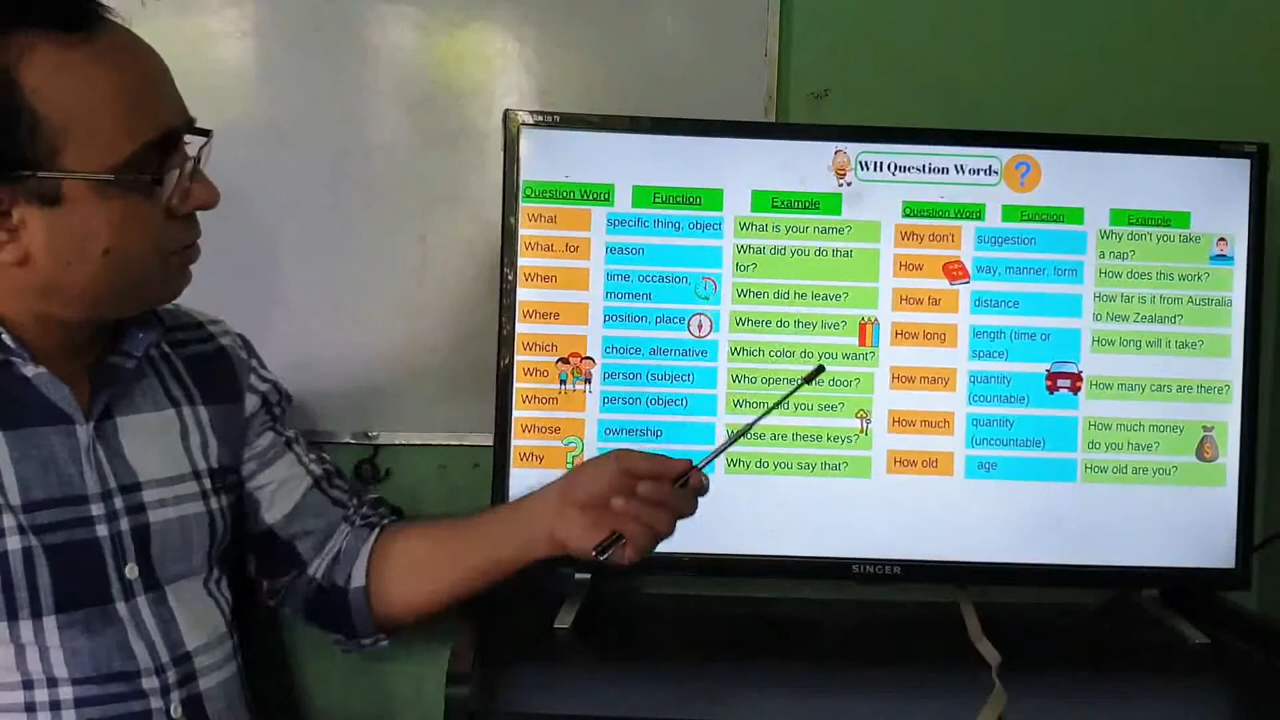 WH Question Words
?
Question Word Function Example
What specific thing, object What is your name?
What...for reason What did you do that
for?
When time, occasion,
moment When did he leave?
Where position, place Where do they live?
Which choice, alternative Which color do you want?
Who person (subject) Who opened the door?
Whom person (object) Whom did you see?
Whose ownership Whose are these keys?
Why ? Why do you say that?
Question Word Function Example
Why don't suggestion Why don't you take
a nap?
How way, manner, form How does this work?
How far distance How far is it from Australia
to New Zealand?
How long length (time or
space) How long will it take?
How many quantity
(countable) How many cars are there?
How much quantity
(uncountable) How much money
do you have?
$
How old age How old are you?
SINGER